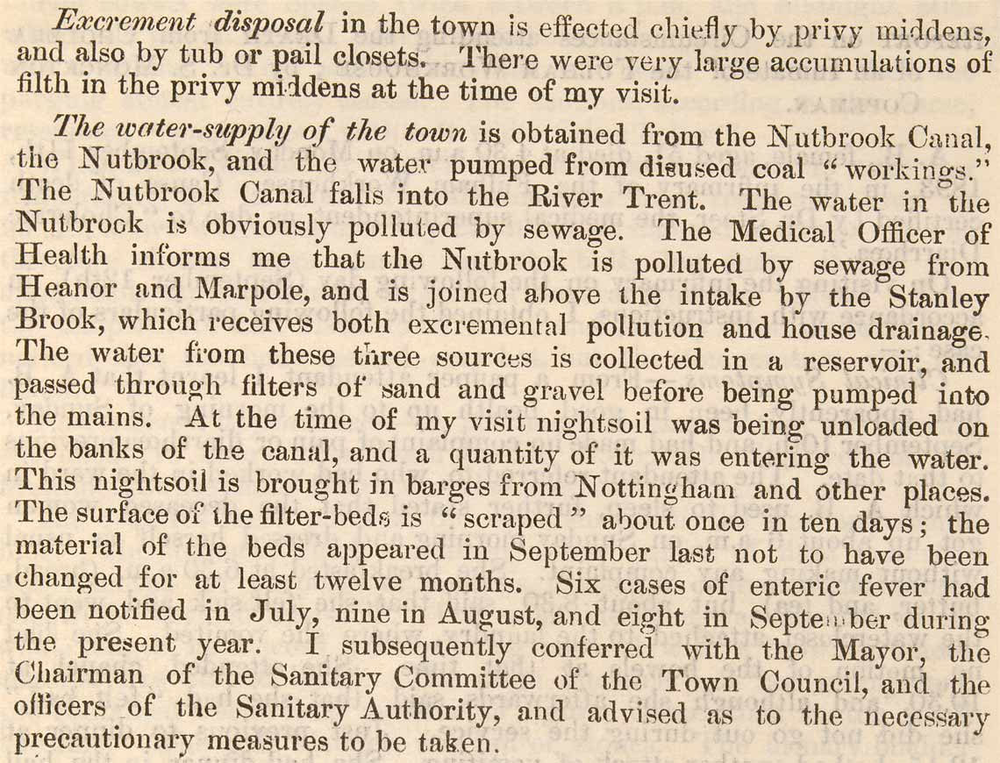 Excrement disposal in the town is effected chiefly by privy middens,
and also by tub or pail closets. There were very large accumulations of
filth in the privy middens at the time of my visit.
The water-supply of the town is obtained from the Nutbrook Canal,
the Nutbrook, and the water pumped from disused coal “workings.”
The Nutbrook Canal falls into the River Trent. The water in the
Nutbrook is obviously polluted by sewage. The Medical Officer of
Health informs me that the Nutbrook is polluted by sewage from
Heanor and Marpole, and is joined above the intake by the Stanley
Brook, which receives both excremental pollution and house drainage.
The water from these three sources is collected in a reservoir, and
passed through filters of sand and gravel before being pumped into
the mains. At the time of my visit nightsoil was being unloaded on
the banks of the canal, and a quantity of it was entering the water.
This nightsoil is brought in barges from Nottingham and other places.
The surface of the filter-beds is “scraped” about once in ten days; the
material of the beds appeared in September last not to have been
changed for at least twelve months. Six cases of enteric fever had
been notified in July, nine in August, and eight in September during
the present year. I subsequently conferred with the Mayor, the
Chairman of the Sanitary Committee of the Town Council, and the
officers of the Sanitary Authority, and advised as to the necessary
precautionary measures to be taken.